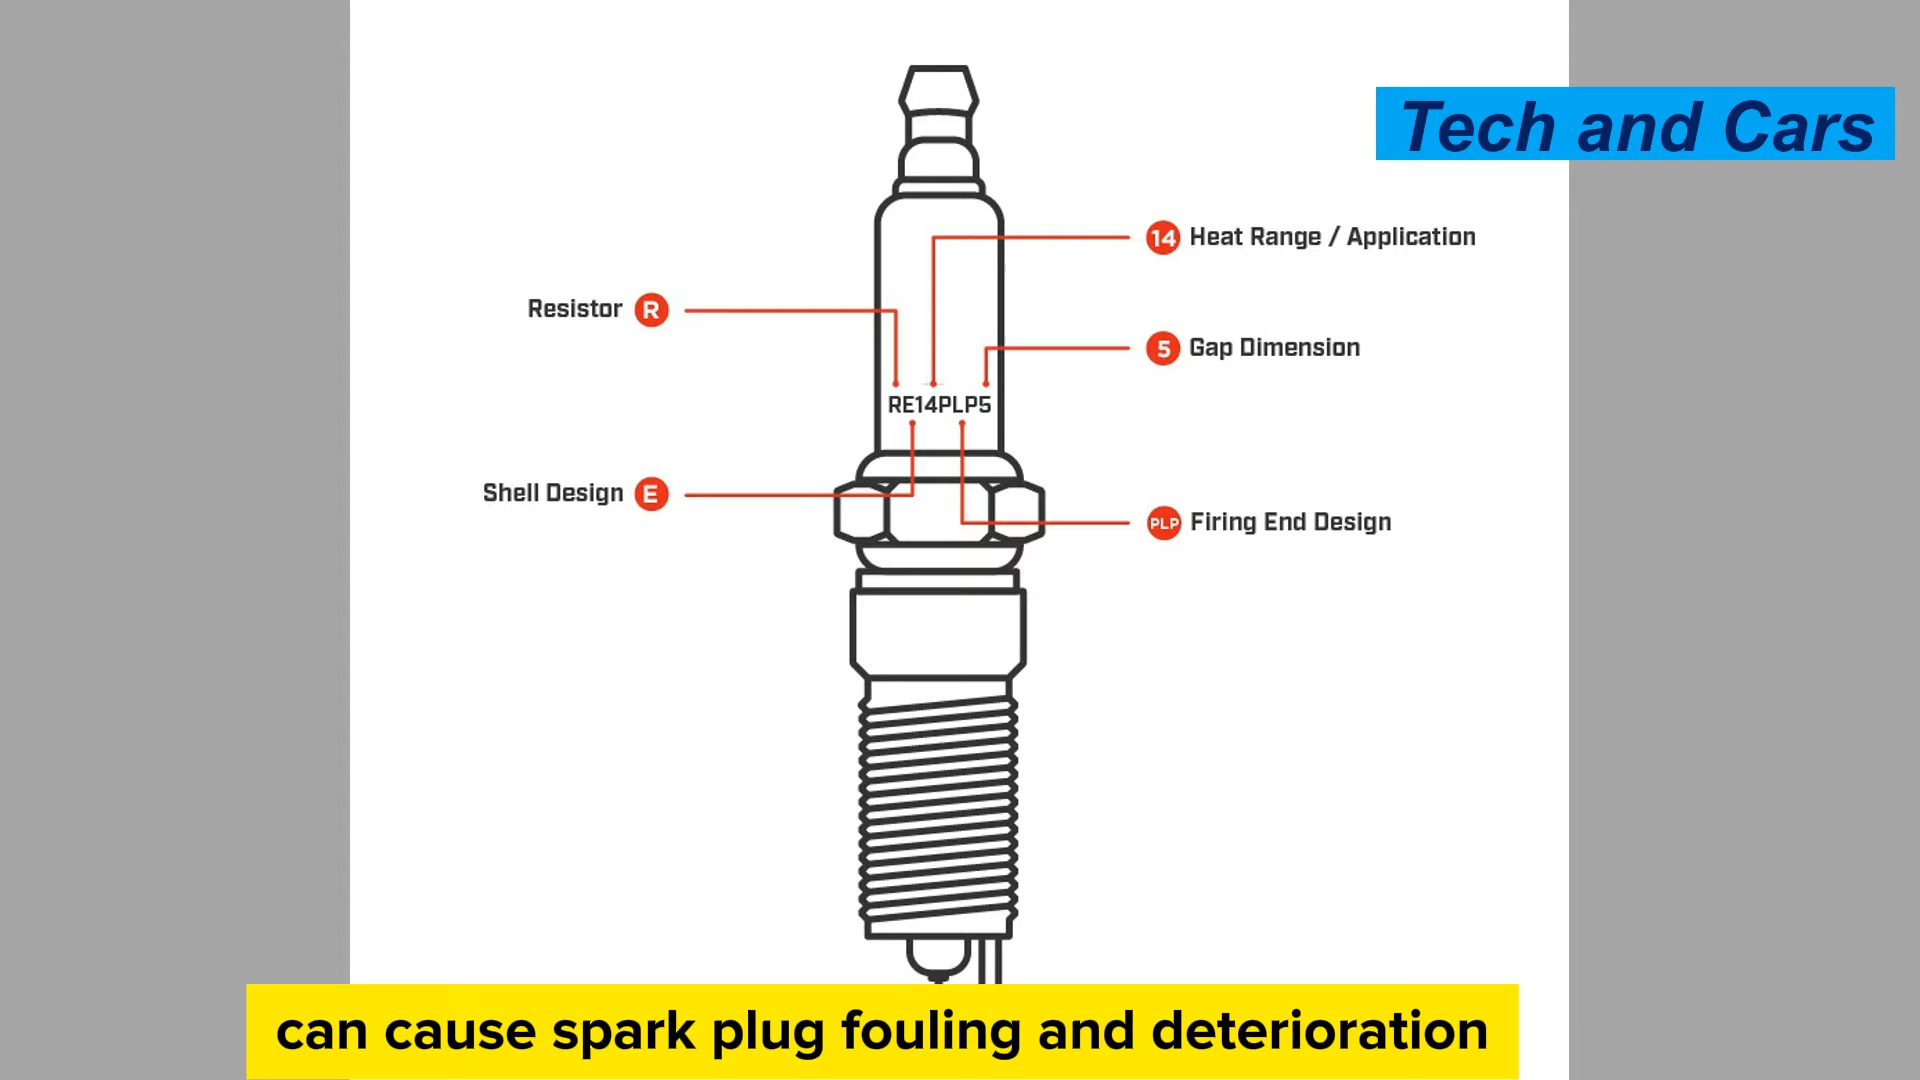 Tech and Cars
14 Heat Range / Application
Resistor R
5 Gap Dimension
RE14PLP5
Shell Design E
PLP Firing End Design
can cause spark plug fouling and deterioration